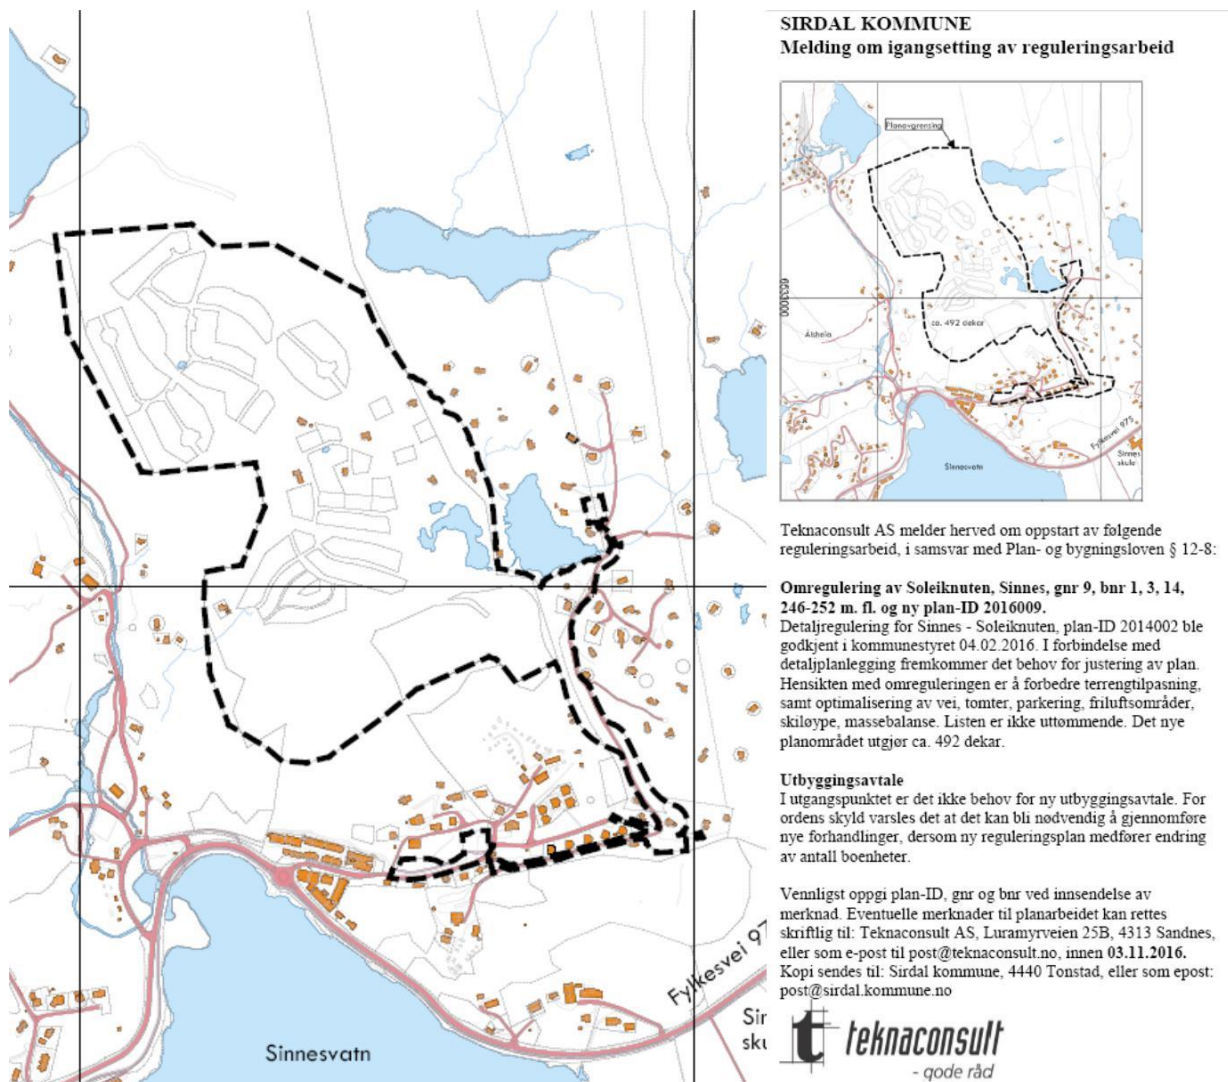 SIRDAL KOMMUNE
Melding om igangsetting av reguleringsarbeid
Planavgrensing
6533000
ca. 492 dekar
Ålsheia
Fylkesvei 975
Sinnes
skule
Sinnesvatn
Teknaconsult AS melder herved om oppstart av følgende
reguleringsarbeid, i samsvar med Plan- og bygningsloven § 12-8:
Omregulering av Soleiknuten, Sinnes, gnr 9, bnr 1, 3, 14,
246-252 m. fl. og ny plan-ID 2016009.
Detaljregulering for Sinnes - Soleiknuten, plan-ID 2014002 ble
godkjent i kommunestyret 04.02.2016. I forbindelse med
detaljplanlegging fremkommer det behov for justering av plan.
Hensikten med omreguleringen er å forbedre terrengtilpasning,
samt optimalisering av vei, tomter, parkering, friluftsområder,
skiløype, massebalanse. Listen er ikke uttømmende. Det nye
planområdet utgjør ca. 492 dekar.
Utbyggingsavtale
I utgangspunktet er det ikke behov for ny utbyggingsavtale. For
ordens skyld varsles det at det kan bli nødvendig å gjennomføre
nye forhandlinger, dersom ny reguleringsplan medfører endring
av antall boenheter.
Vennligst oppgi plan-ID, gnr og bnr ved innsendelse av
merknad. Eventuelle merknader til planarbeidet kan rettes
skriftlig til: Teknaconsult AS, Luramyrveien 25B, 4313 Sandnes,
eller som e-post til post@teknaconsult.no, innen 03.11.2016.
Kopi sendes til: Sirdal kommune, 4440 Tonstad, eller som epost:
post@sirdal.kommune.no
t teknaconsult
- gode råd
Fylkesvei 97
Sir
sku
Sinnesvatn